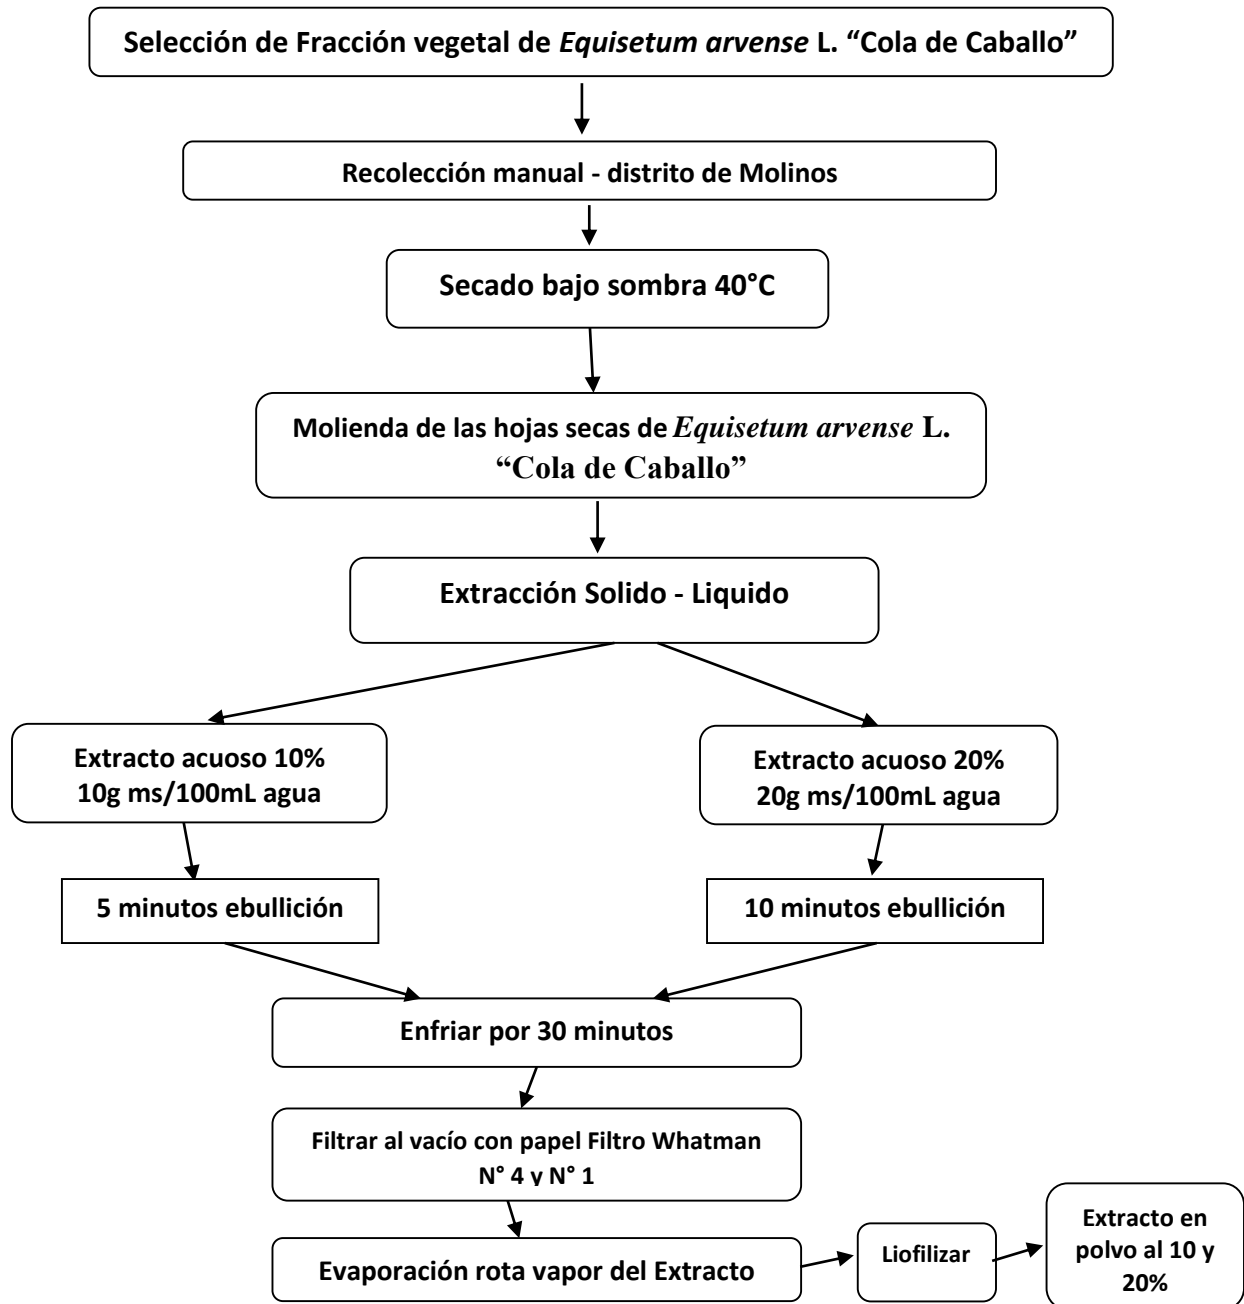 Selección de Fracción vegetal de Equisetum arvense L. “Cola de Caballo”
Recolección manual - distrito de Molinos
Secado bajo sombra 40°C
Molienda de las hojas secas de Equisetum arvense L.
“Cola de Caballo”
Extracción Solido - Liquido
Extracto acuoso 10%
10g ms/100mL agua
Extracto acuoso 20%
20g ms/100mL agua
5 minutos ebullición
10 minutos ebullición
Enfriar por 30 minutos
Filtrar al vacío con papel Filtro Whatman
N° 4 y N° 1
Evaporación rota vapor del Extracto
Liofilizar
Extracto en
polvo al 10 y
20%